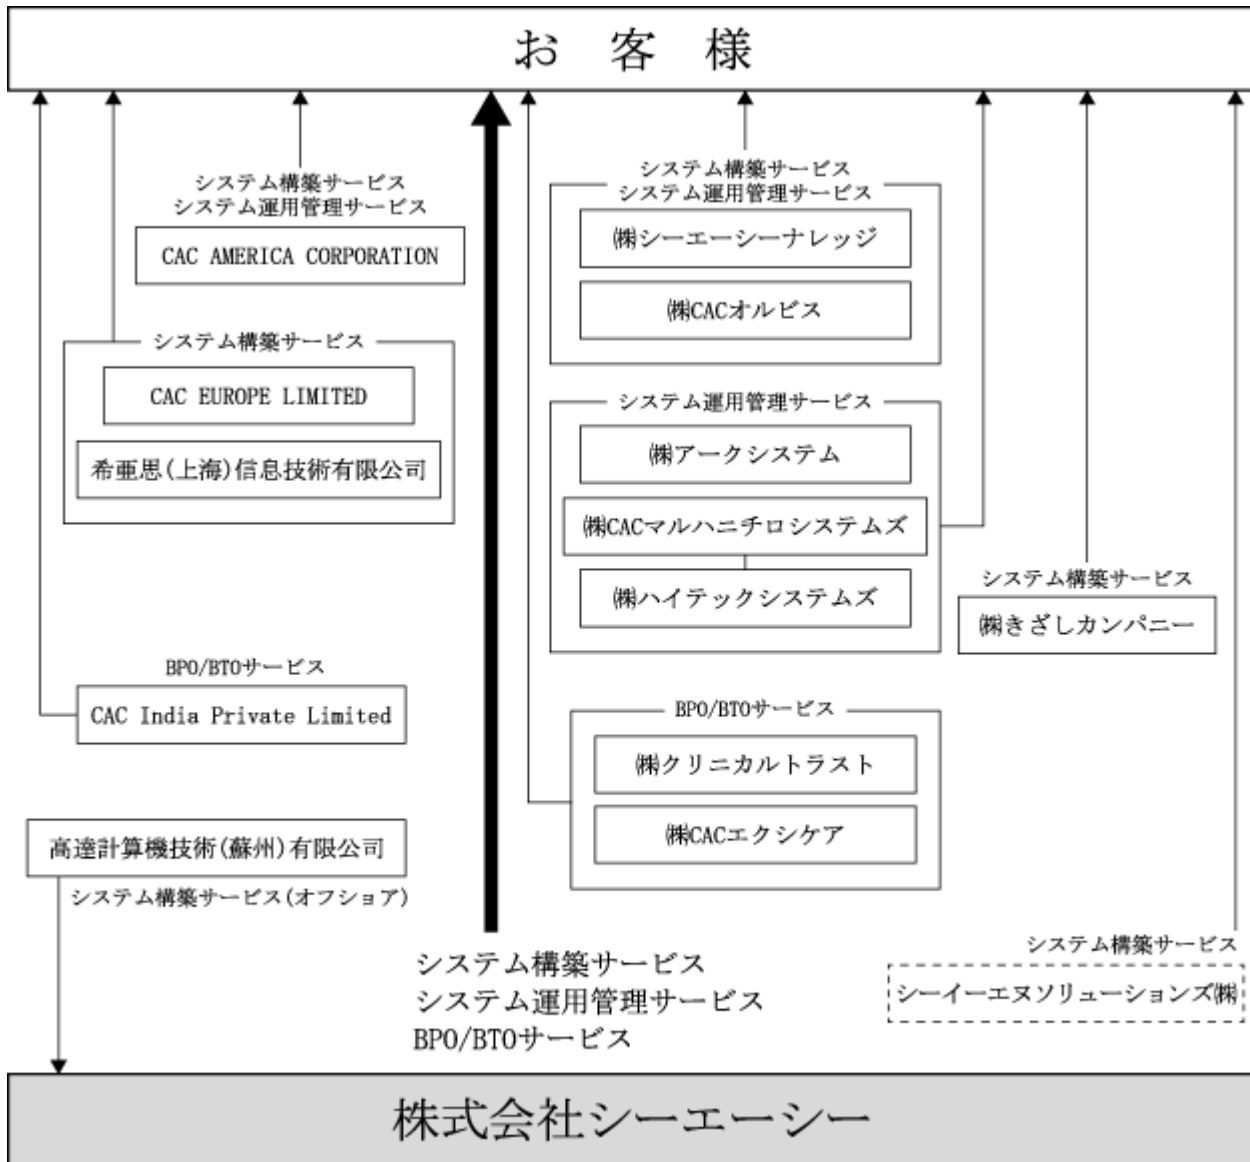 お 客 様
システム構築サービス
システム運用管理サービス
CAC AMERICA CORPORATION
システム構築サービス
CAC EUROPE LIMITED
希亜思(上海)信息技術有限公司
BPO/BTOサービス
CAC India Private Limited
高達計算機技術(蘇州)有限公司
システム構築サービス(オフショア)
システム構築サービス
システム運用管理サービス
㈱シーエーシーナレッジ
㈱CACオルビス
システム運用管理サービス
㈱アークシステム
㈱CACマルハニチロシステムズ
㈱ハイテックシステムズ
システム構築サービス
㈱きざしカンパニー
BPO/BTOサービス
㈱クリニカルトラスト
㈱CACエクシケア
システム構築サービス
シーイーエヌソリューションズ㈱
システム構築サービス
システム運用管理サービス
BPO/BTOサービス
株式会社シーエーシー